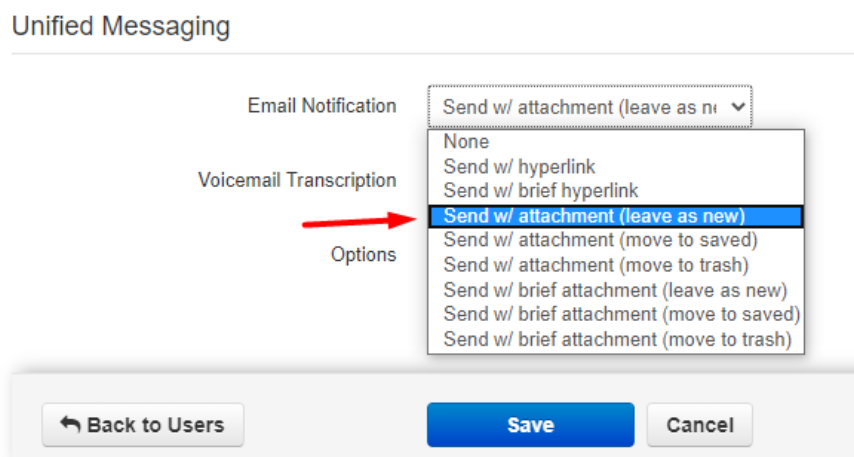 Unified Messaging
Email Notification
Send w/ attachment (leave as ne
None
Send w/ hyperlink
Voicemail Transcription
Send w/ brief hyperlink
Send w/ attachment (leave as new)
Send w/ attachment (move to saved)
Options
Send w/ attachment (move to trash)
Send w/ brief attachment (leave as new)
Send w/ brief attachment (move to saved)
Send w/ brief attachment (move to trash)
Back to Users
Save
Cancel